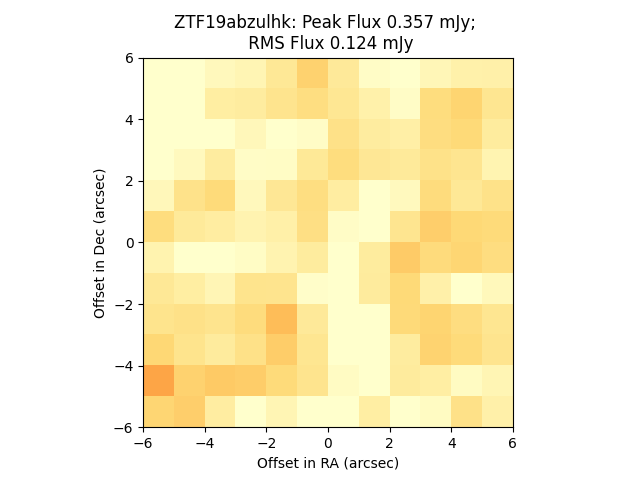 ZTF19abzulhk: Peak Flux 0.357 mJy;
RMS Flux 0.124 mJy
6
4
2
0
−2
−4
−6
Offset in Dec (arcsec)
−6 −4 −2 0 2 4 6
Offset in RA (arcsec)